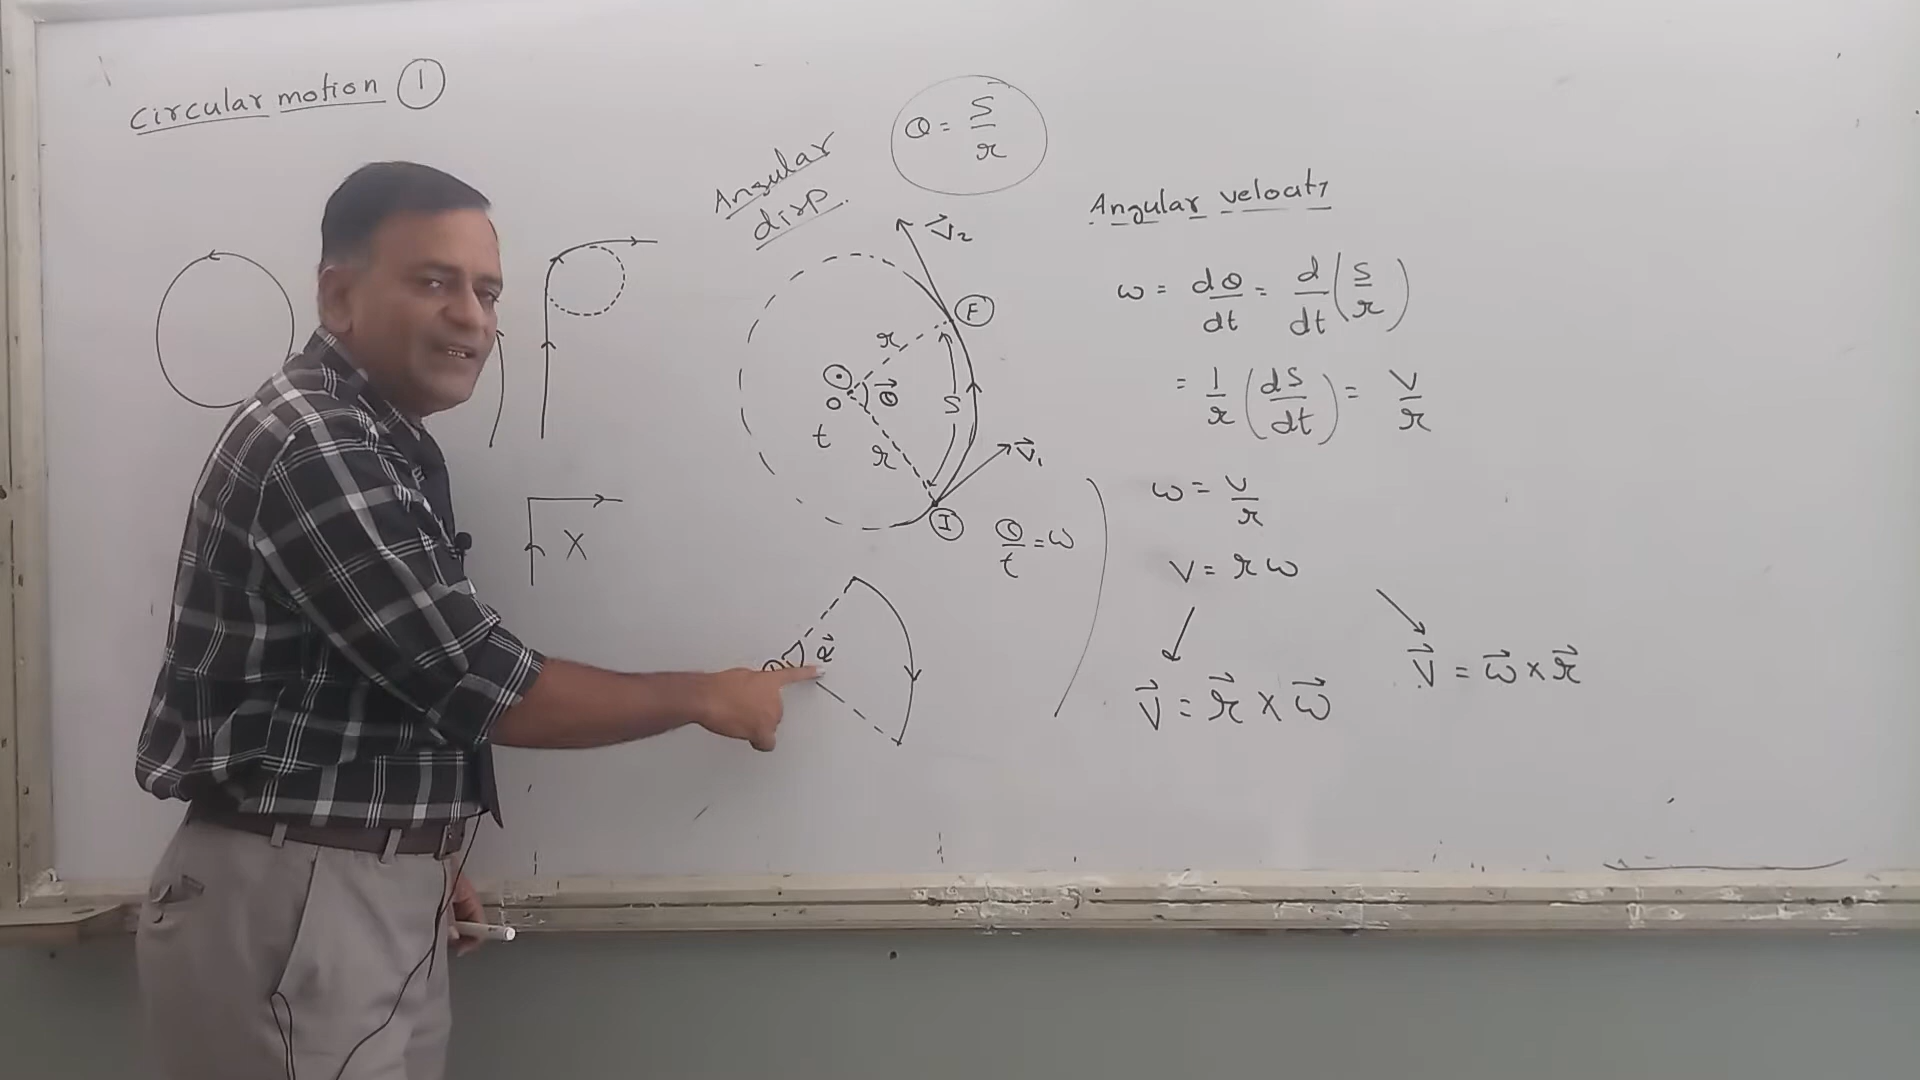 Circular motion ①
θ = s/r
Angular
disp.
V⃗₂
F
r
θ⃗
o
s
t
r
V⃗₁
I
θ/t = ω
X
Angular velocity
ω = dθ/dt = d/dt (s/r)
= 1/r (ds/dt) = v/r
ω = v/r
v = rω
V⃗ = r⃗ × ω⃗
V⃗ = ω⃗ × r⃗